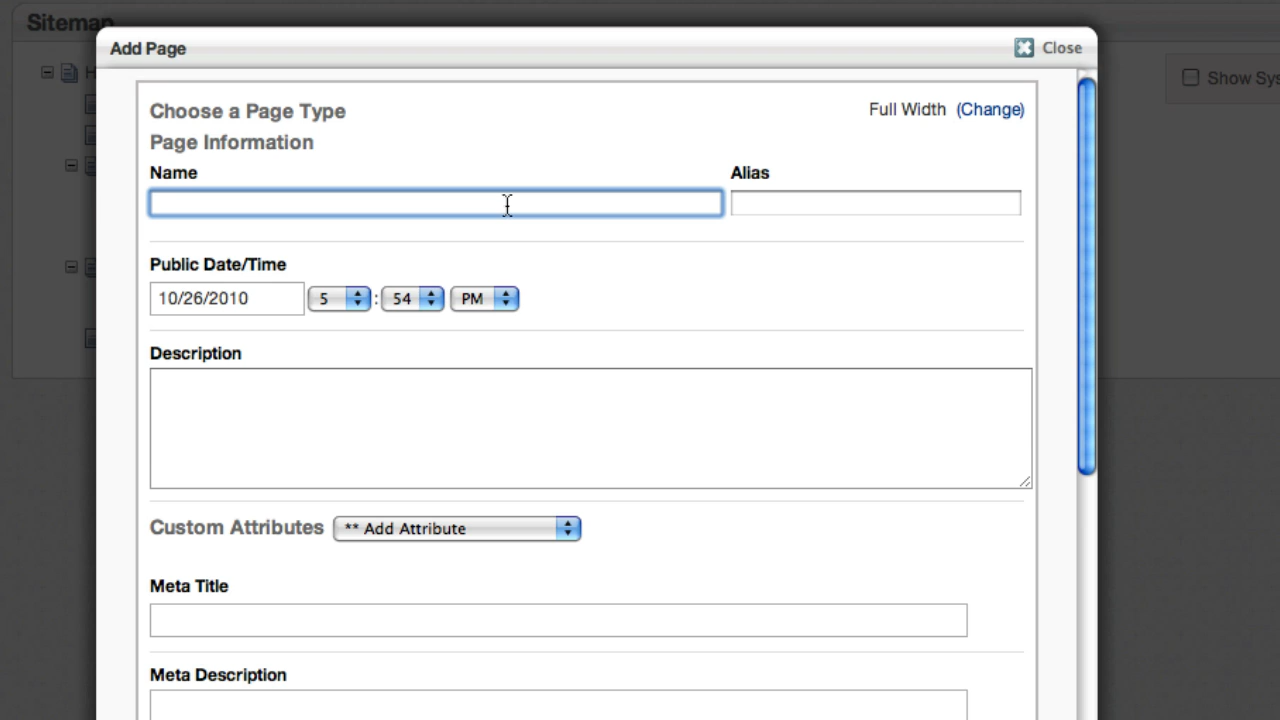 Sitemap
Add Page
Close
H
Show Sys
Choose a Page Type
Full Width (Change)
Page Information
Name
Alias
Public Date/Time
10/26/2010 5 : 54 PM
Description
Custom Attributes ** Add Attribute
Meta Title
Meta Description